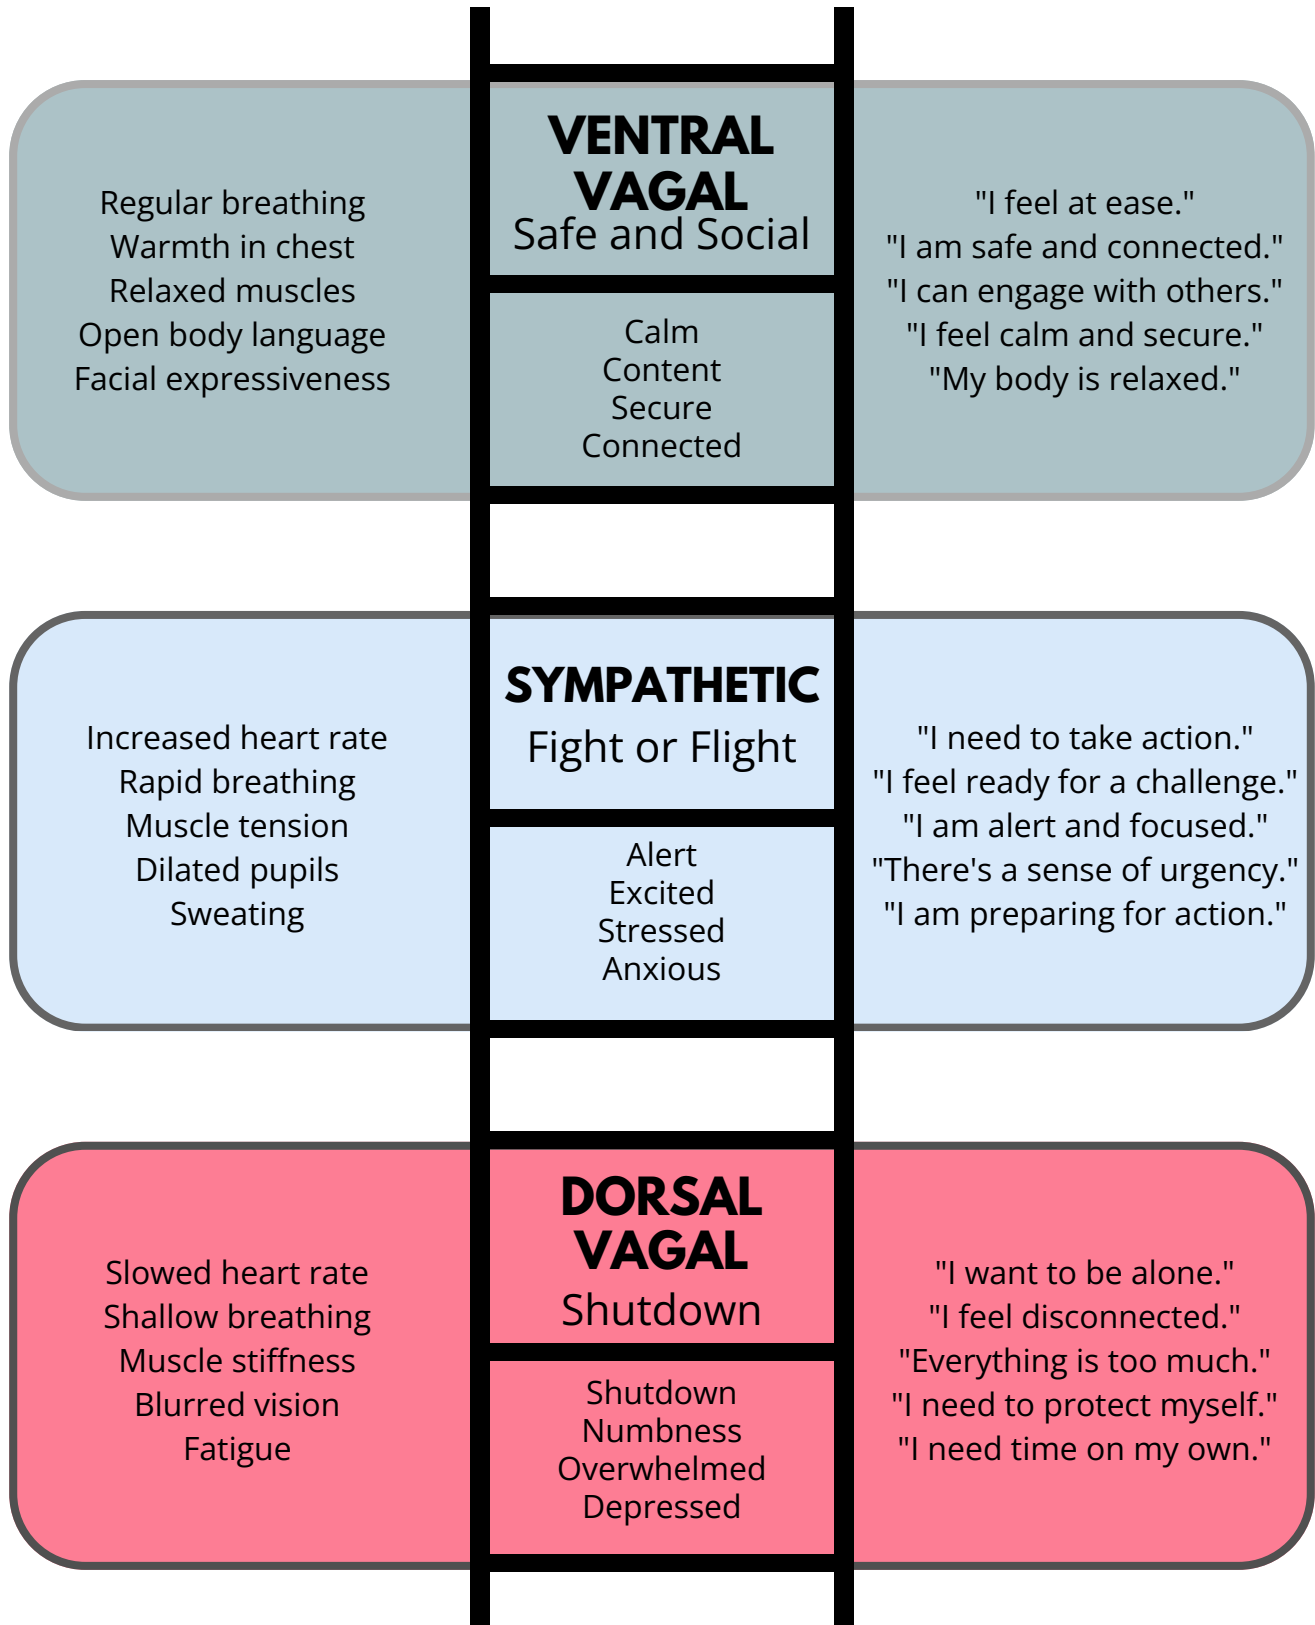 VENTRAL
VAGAL
Safe and Social
Regular breathing
Warmth in chest
Relaxed muscles
Open body language
Facial expressiveness
Calm
Content
Secure
Connected
"I feel at ease."
"I am safe and connected."
"I can engage with others."
"I feel calm and secure."
"My body is relaxed."
SYMPATHETIC
Fight or Flight
Increased heart rate
Rapid breathing
Muscle tension
Dilated pupils
Sweating
Alert
Excited
Stressed
Anxious
"I need to take action."
"I feel ready for a challenge."
"I am alert and focused."
"There's a sense of urgency."
"I am preparing for action."
DORSAL
VAGAL
Shutdown
Slowed heart rate
Shallow breathing
Muscle stiffness
Blurred vision
Fatigue
Shutdown
Numbness
Overwhelmed
Depressed
"I want to be alone."
"I feel disconnected."
"Everything is too much."
"I need to protect myself."
"I need time on my own."